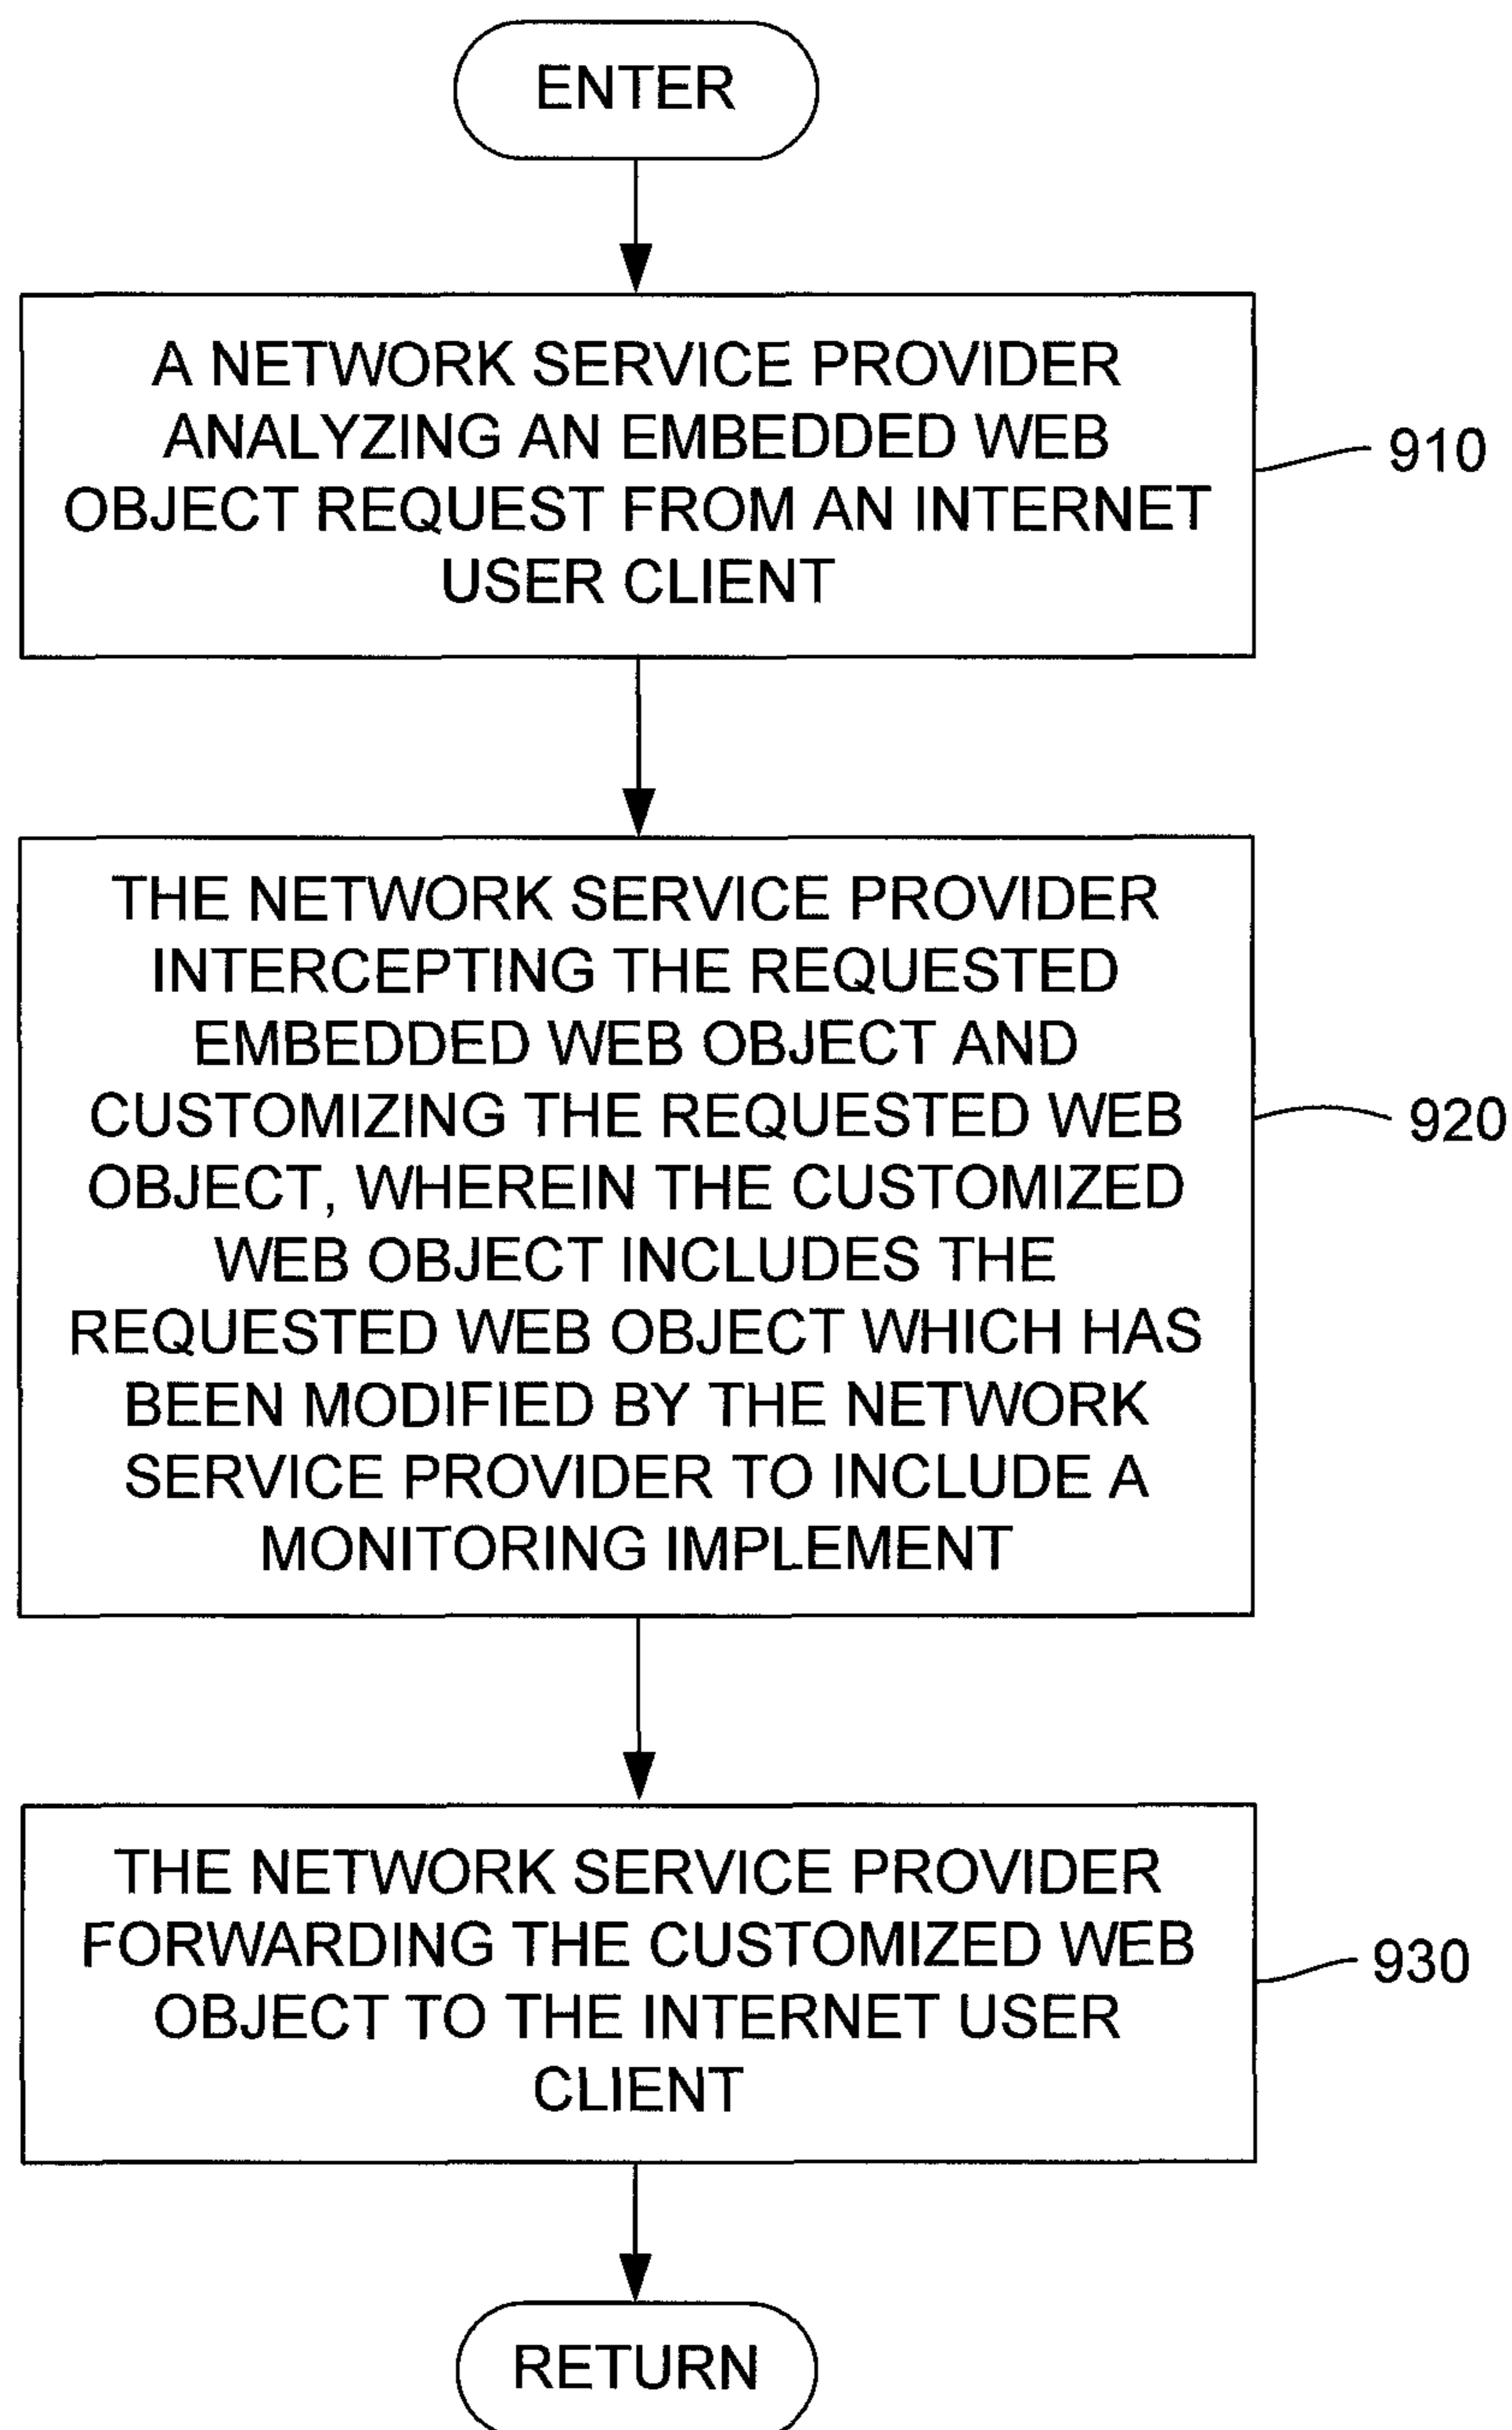 ENTER
A NETWORK SERVICE PROVIDER
ANALYZING AN EMBEDDED WEB
OBJECT REQUEST FROM AN INTERNET
USER CLIENT
910
THE NETWORK SERVICE PROVIDER
INTERCEPTING THE REQUESTED
EMBEDDED WEB OBJECT AND
CUSTOMIZING THE REQUESTED WEB
OBJECT, WHEREIN THE CUSTOMIZED
WEB OBJECT INCLUDES THE
REQUESTED WEB OBJECT WHICH HAS
BEEN MODIFIED BY THE NETWORK
SERVICE PROVIDER TO INCLUDE A
MONITORING IMPLEMENT
920
THE NETWORK SERVICE PROVIDER
FORWARDING THE CUSTOMIZED WEB
OBJECT TO THE INTERNET USER
CLIENT
930
RETURN